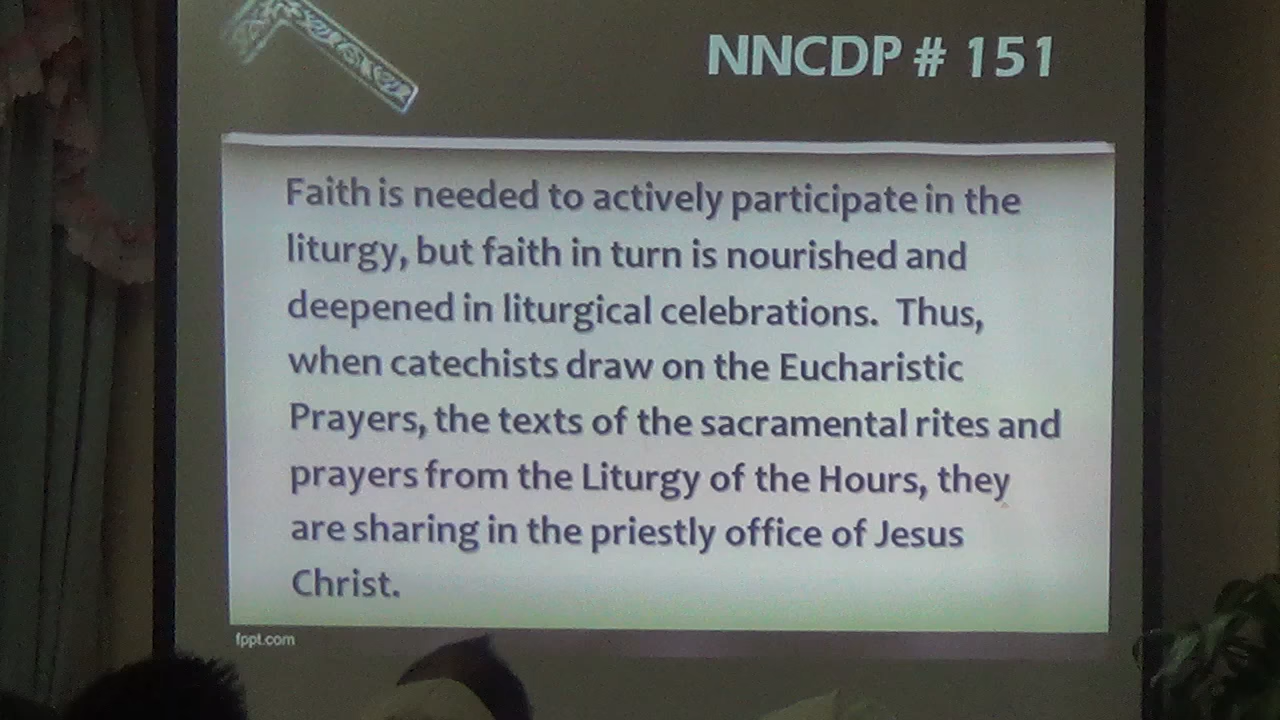 NNCDP # 151
Faith is needed to actively participate in the
liturgy, but faith in turn is nourished and
deepened in liturgical celebrations. Thus,
when catechists draw on the Eucharistic
Prayers, the texts of the sacramental rites and
prayers from the Liturgy of the Hours, they
are sharing in the priestly office of Jesus
Christ.
fppt.com